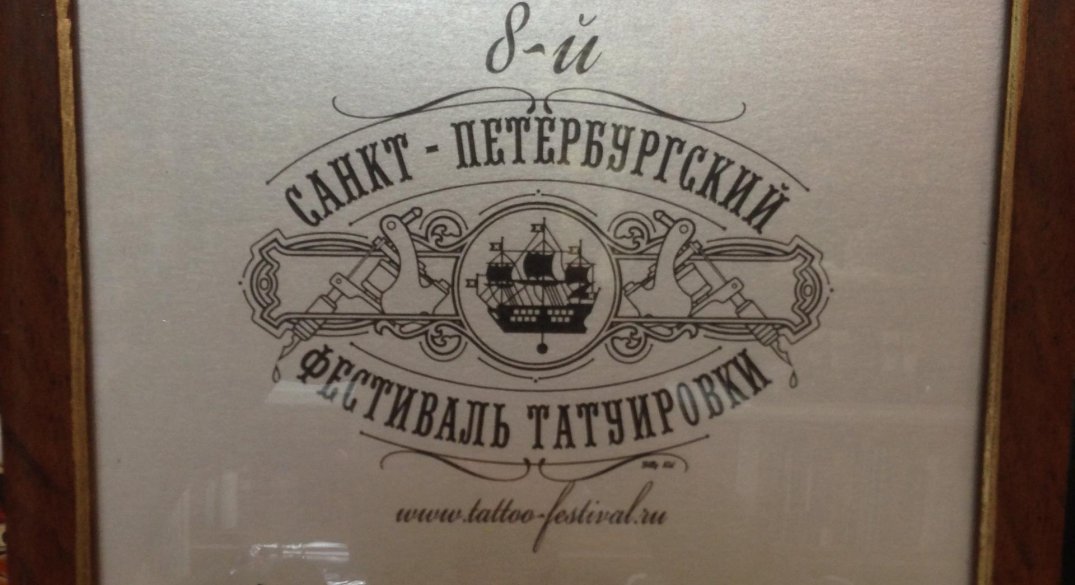 8-й
САНКТ - ПЕТЕРБУРГСКИЙ
ФЕСТИВАЛЬ ТАТУИРОВКИ
www.tattoo-festival.ru